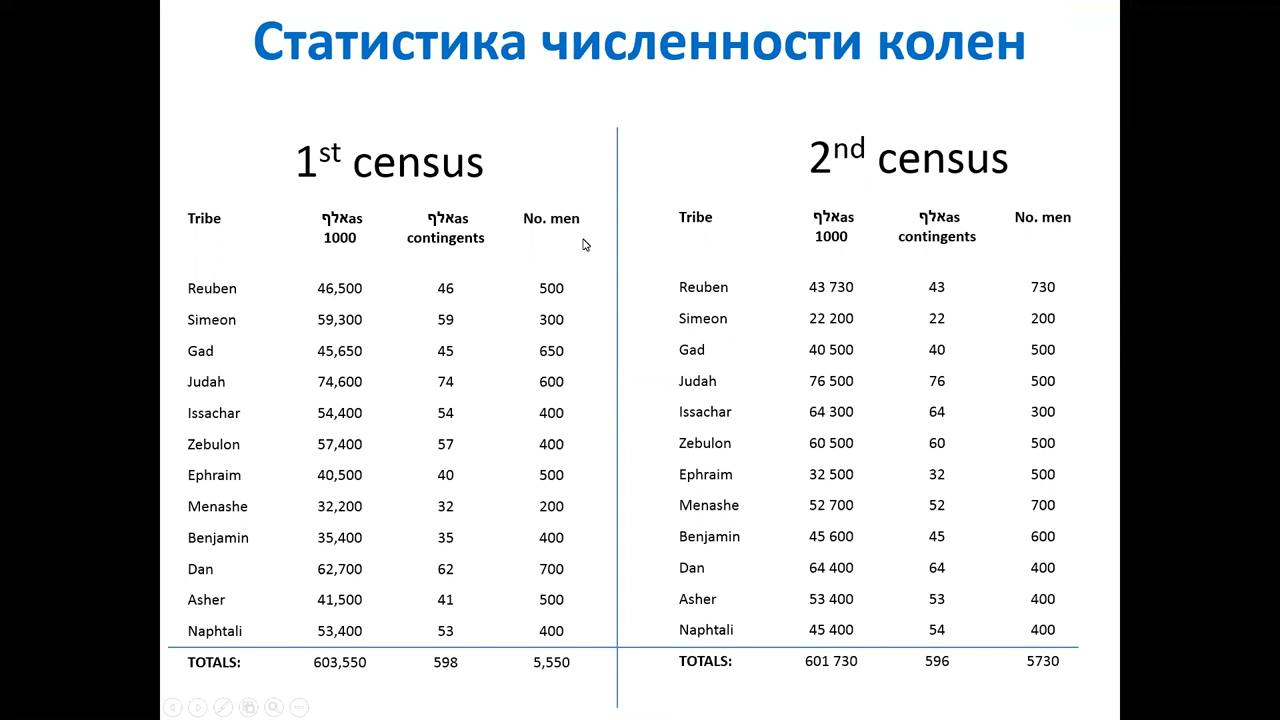 Статистика численности колен
1st census
Tribe אלףas 1000 אלףas contingents No. men
Reuben 46,500 46 500
Simeon 59,300 59 300
Gad 45,650 45 650
Judah 74,600 74 600
Issachar 54,400 54 400
Zebulon 57,400 57 400
Ephraim 40,500 40 500
Menashe 32,200 32 200
Benjamin 35,400 35 400
Dan 62,700 62 700
Asher 41,500 41 500
Naphtali 53,400 53 400
TOTALS: 603,550 598 5,550
2nd census
Tribe אלףas 1000 אלףas contingents No. men
Reuben 43 730 43 730
Simeon 22 200 22 200
Gad 40 500 40 500
Judah 76 500 76 500
Issachar 64 300 64 300
Zebulon 60 500 60 500
Ephraim 32 500 32 500
Menashe 52 700 52 700
Benjamin 45 600 45 600
Dan 64 400 64 400
Asher 53 400 53 400
Naphtali 45 400 54 400
TOTALS: 601 730 596 5730